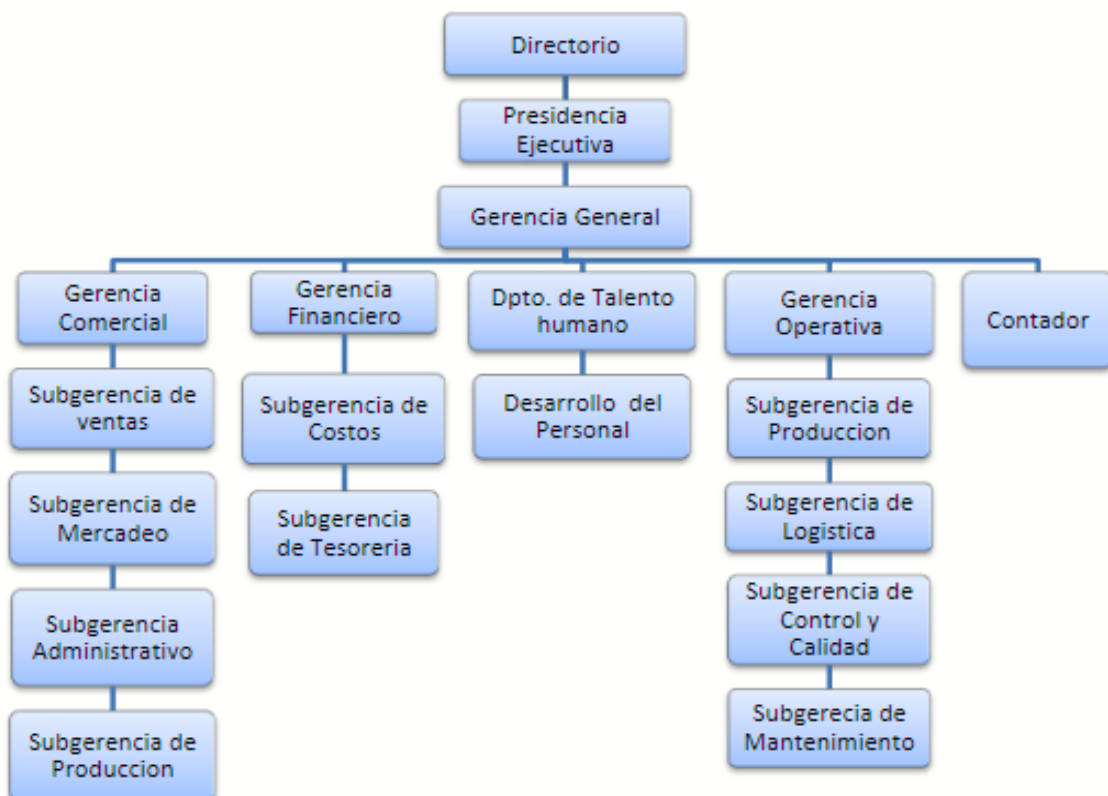 Directorio
Presidencia
Ejecutiva
Gerencia General
Gerencia
Comercial
Gerencia
Financiero
Dpto. de Talento
humano
Gerencia
Operativa
Contador
Subgerencia de
ventas
Subgerencia de
Costos
Desarrollo del
Personal
Subgerencia de
Produccion
Subgerencia de
Mercadeo
Subgerencia
de Tesoreria
Subgerencia de
Logistica
Subgerencia
Administrativo
Subgerencia de
Control y
Calidad
Subgerencia de
Produccion
Subgerecia de
Mantenimiento